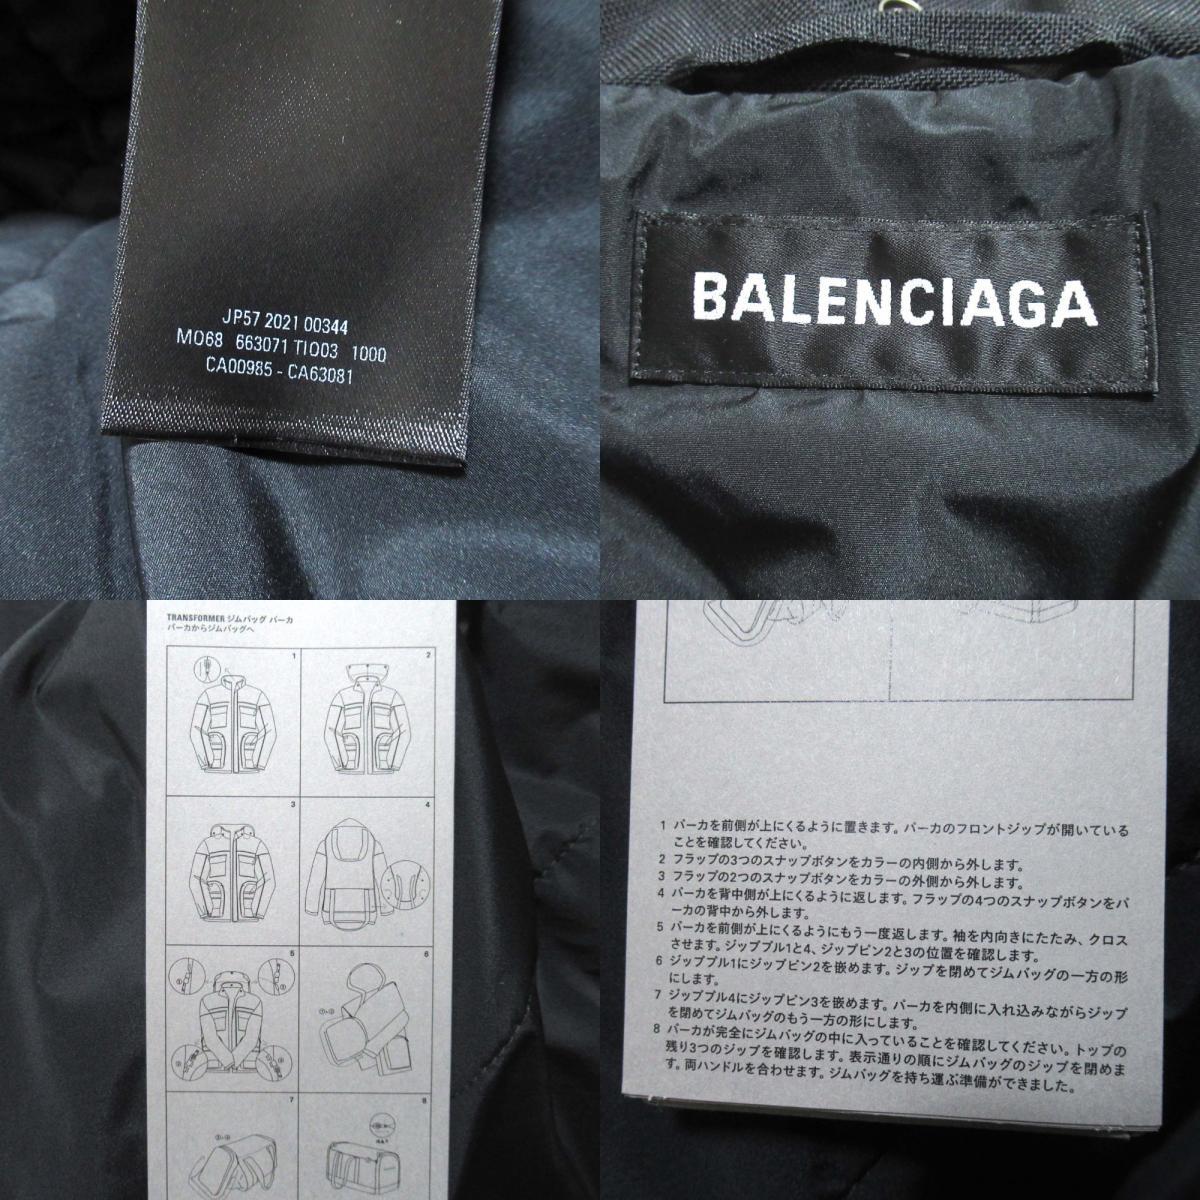 JP57 2021 00344
MO68 663071 TIO03 1000
CA00985 - CA63081
BALENCIAGA
TRANSFORMER ジムバッグ パーカ
パーカからジムバッグへ
1
2
3
4
5
6
7
8
1 パーカを前側が上にくるように置きます。パーカのフロントジップが開いている
ことを確認してください。
2 フラップの3つのスナップボタンをカラーの内側から外します。
3 フラップの2つのスナップボタンをカラーの外側から外します。
4 パーカを背中側が上にくるように返します。フラップの4つのスナップボタンをパ
ーカの背中から外します。
5 パーカを前側が上にくるようにもう一度返します。袖を内向きにたたみ、クロス
させます。ジッププル1と4、ジップピン2と3の位置を確認します。
6 ジッププル1にジップピン2を嵌めます。ジップを閉めてジムバッグの一方の形
にします。
7 ジッププル4にジップピン3を嵌めます。パーカを内側に入れ込みながらジップ
を閉めてジムバッグのもう一方の形にします。
8 パーカが完全にジムバッグの中に入っていることを確認してください。トップの
残り3つのジップを確認します。表示通りの順にジムバッグのジップを閉めま
す。両ハンドルを合わせます。ジムバッグを持ち運ぶ準備ができました。